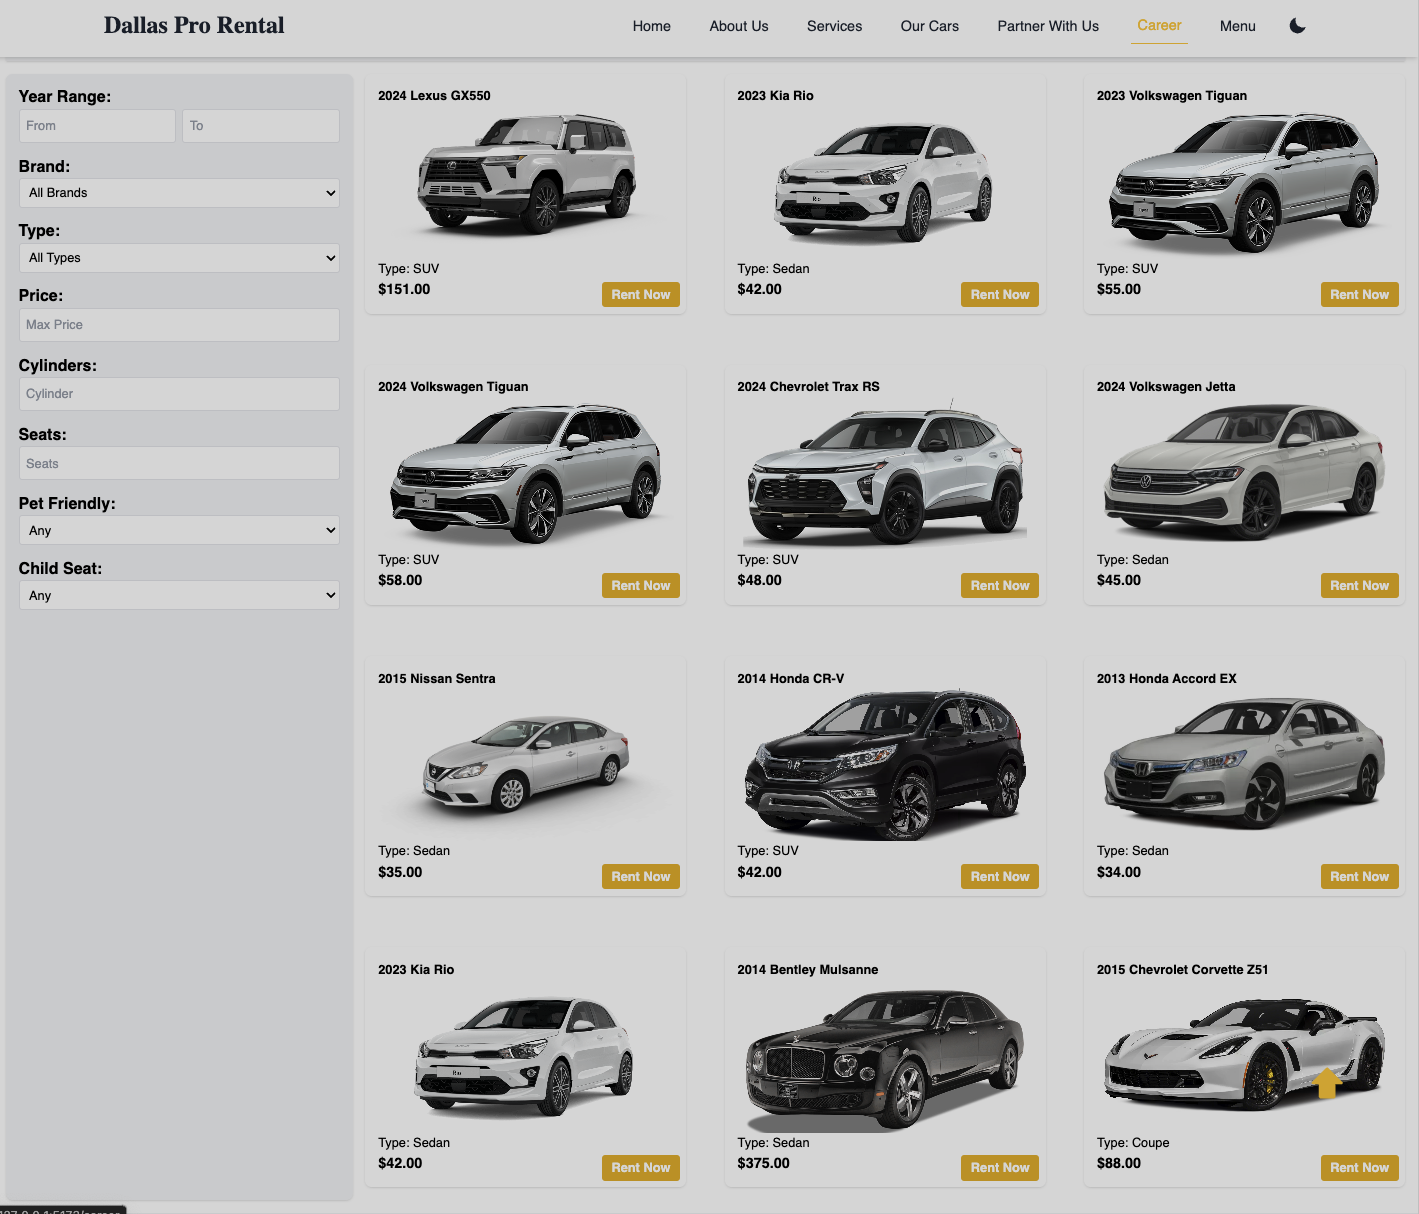 Dallas Pro Rental
Home About Us Services Our Cars Partner With Us Career Menu
Year Range:
From To
Brand:
All Brands
Type:
All Types
Price:
Max Price
Cylinders:
Cylinder
Seats:
Seats
Pet Friendly:
Any
Child Seat:
Any
2024 Lexus GX550
Type: SUV
$151.00
Rent Now
2023 Kia Rio
Rio
Type: Sedan
$42.00
Rent Now
2023 Volkswagen Tiguan
Type: SUV
$55.00
Rent Now
2024 Volkswagen Tiguan
Type: SUV
$58.00
Rent Now
2024 Chevrolet Trax RS
Type: SUV
$48.00
Rent Now
2024 Volkswagen Jetta
Type: Sedan
$45.00
Rent Now
2015 Nissan Sentra
Type: Sedan
$35.00
Rent Now
2014 Honda CR-V
Type: SUV
$42.00
Rent Now
2013 Honda Accord EX
Type: Sedan
$34.00
Rent Now
2023 Kia Rio
Rio
Type: Sedan
$42.00
Rent Now
2014 Bentley Mulsanne
Type: Sedan
$375.00
Rent Now
2015 Chevrolet Corvette Z51
Type: Coupe
$88.00
Rent Now